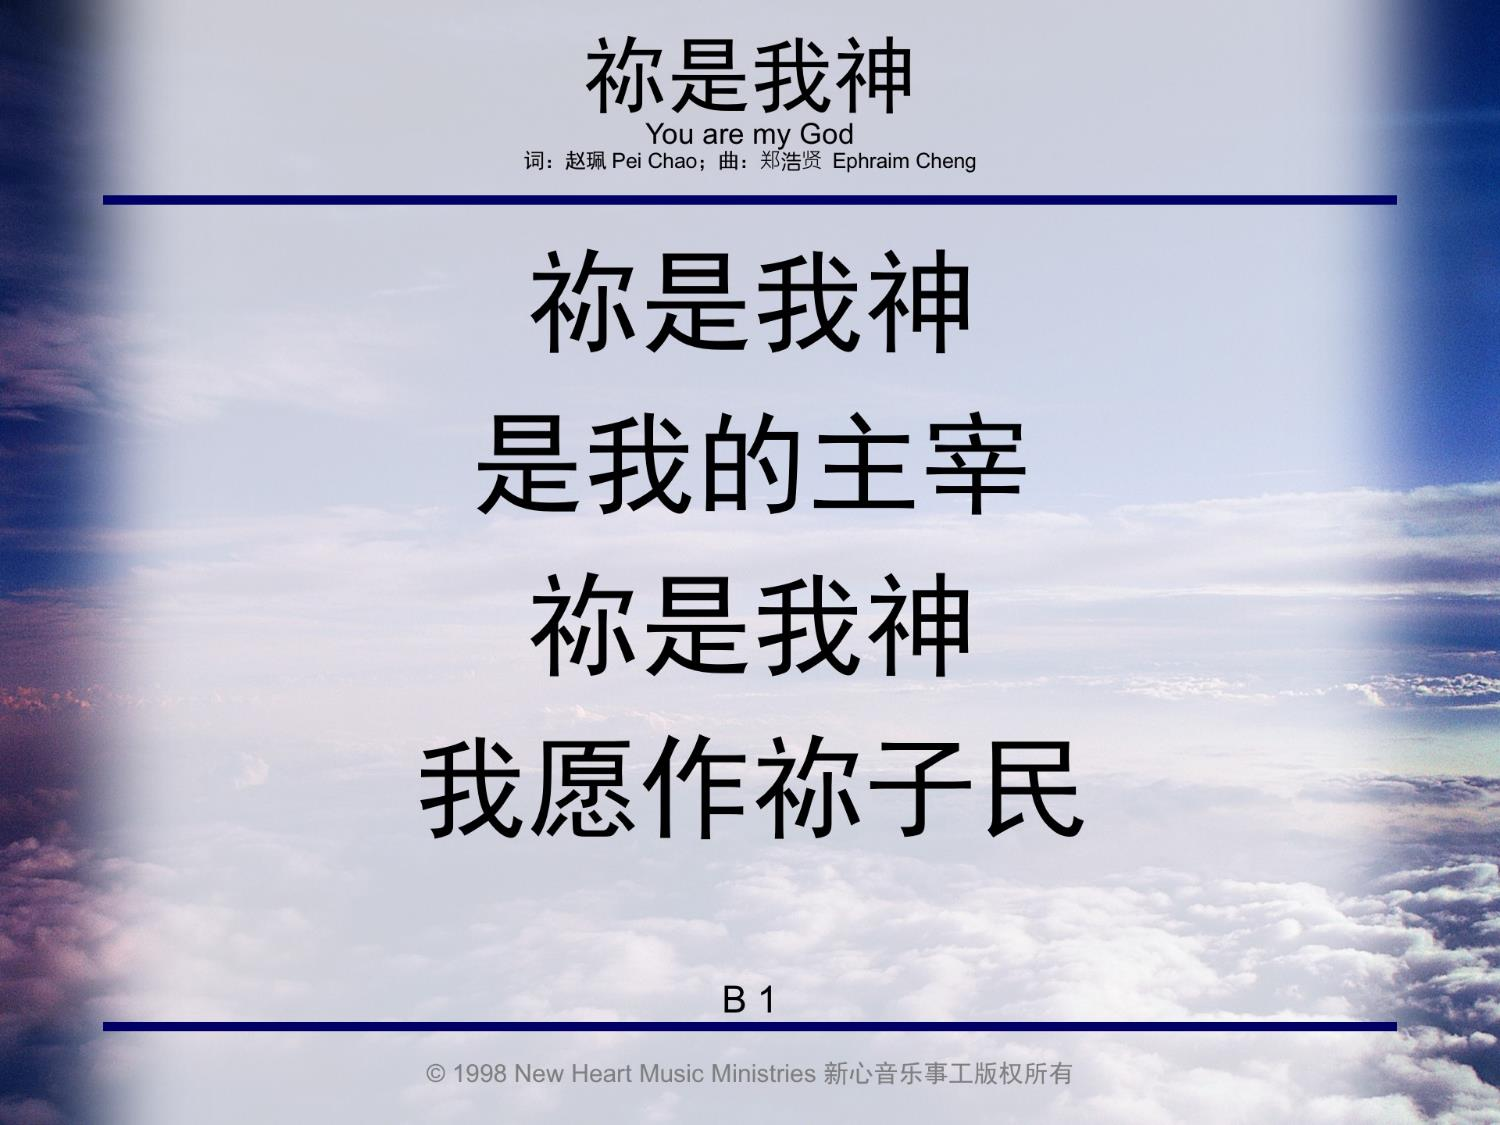 祢是我神
You are my God
词：赵珮 Pei Chao；曲：郑浩贤 Ephraim Cheng
祢是我神
是我的主宰
祢是我神
我愿作祢子民
B 1
© 1998 New Heart Music Ministries 新心音乐事工版权所有